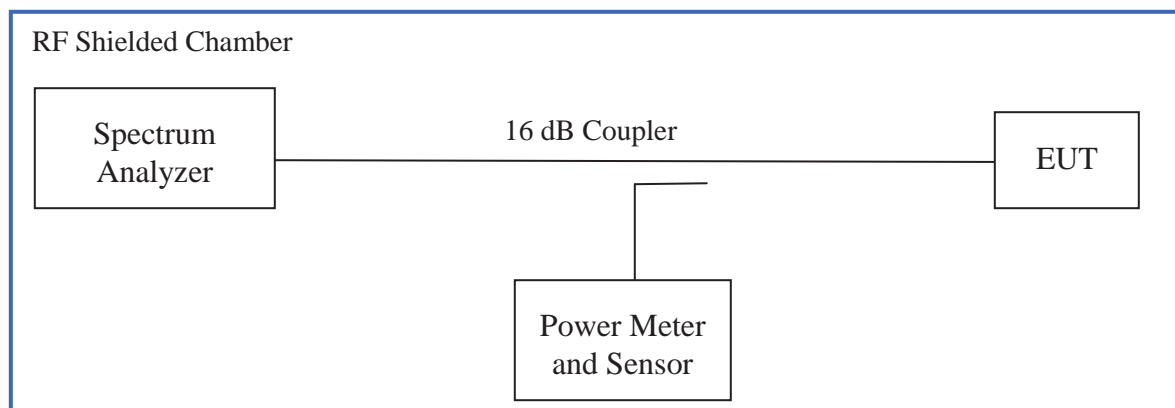 RF Shielded Chamber
Spectrum
Analyzer
16 dB Coupler
EUT
Power Meter
and Sensor